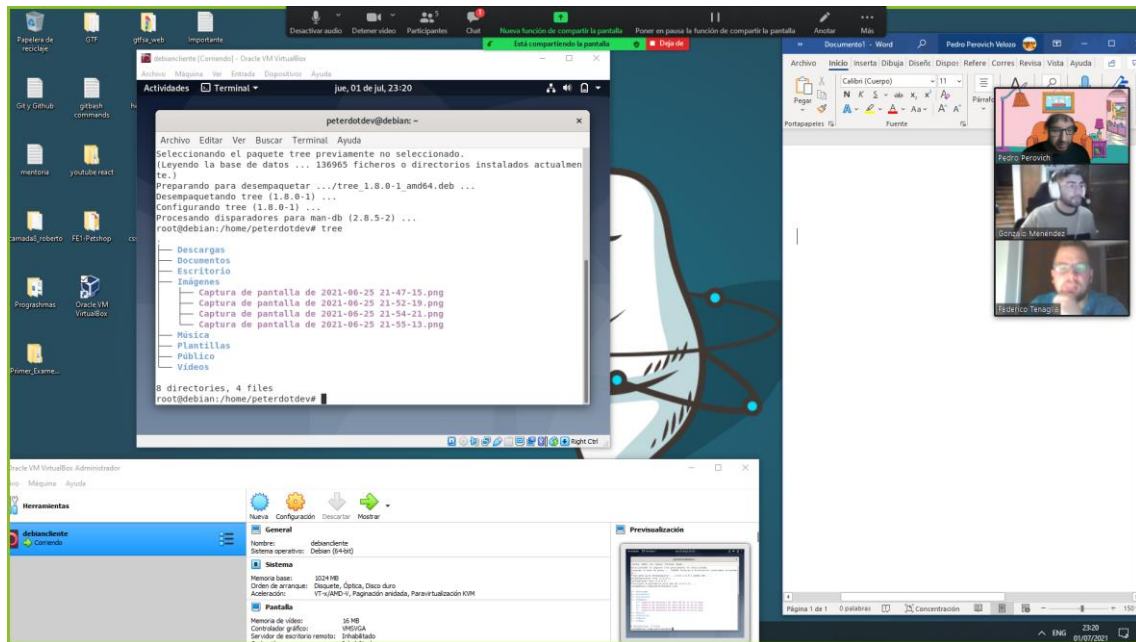 Desactivar audio
Detener video
Participantes
Chat
Nueva función de compartir la pantalla
Poner en pausa la función de compartir la pantalla
Anotar
Más
Está compartiendo la pantalla
Deja de
Papelera de reciclaje
GTF
gtfsa_web
Importante
Git y Github
gitbash commands
mentoria
youtube react
camada8_roberto
FE1-Petshop
Prograshmas
Oracle VM VirtualBox
Primer_Exame...
debiancliente [Corriendo] - Oracle VM VirtualBox
Archivo Máquina Ver Entrada Dispositivos Ayuda
Actividades Terminal jue, 01 de jul, 23:20
peterdotdev@debian: ~
Archivo Editar Ver Buscar Terminal Ayuda
Seleccionando el paquete tree previamente no seleccionado.
(Leyendo la base de datos ... 136965 ficheros o directorios instalados actualmen
te.)
Preparando para desempaquetar .../tree_1.8.0-1_amd64.deb ...
Desempaquetando tree (1.8.0-1) ...
Configurando tree (1.8.0-1) ...
Procesando disparadores para man-db (2.8.5-2) ...
root@debian:/home/peterdotdev# tree
.
├── Descargas
├── Documentos
├── Escritorio
├── Imágenes
│   ├── Captura de pantalla de 2021-06-25 21-47-15.png
│   ├── Captura de pantalla de 2021-06-25 21-52-19.png
│   ├── Captura de pantalla de 2021-06-25 21-54-21.png
│   └── Captura de pantalla de 2021-06-25 21-55-13.png
├── Música
├── Plantillas
├── Público
└── Vídeos
8 directories, 4 files
root@debian:/home/peterdotdev#
Right Ctrl
Oracle VM VirtualBox Administrador
Máquina Ayuda
Herramientas
debiancliente
Corriendo
Nueva Configuración Descartar Mostrar
General
Nombre: debiancliente
Sistema operativo: Debian (64-bit)
Sistema
Memoria base: 1024 MB
Orden de arranque: Disquete, Óptica, Disco duro
Aceleración: VT-x/AMD-V, Paginación anidada, Paravirtualización KVM
Pantalla
Memoria de vídeo: 16 MB
Controlador gráfico: VMSVGA
Servidor de escritorio remoto: Inhabilitado
Previsualización
Documento1 - Word
Pedro Perovich Velozo
Archivo Inicio Inserta Dibuja Diseñc Dispos Refere Corres Revisa Vista Ayuda
Calibri (Cuerpo) 11
Pegar
N K S ab x, x²
A Aa A^ A
Portapapeles
Fuente
Párrafo
Pedro Perovich
Gonzalo Menéndez
Federico Tenaglia
Página 1 de 1 0 palabras Concentración
ENG
23:20
01/07/2021